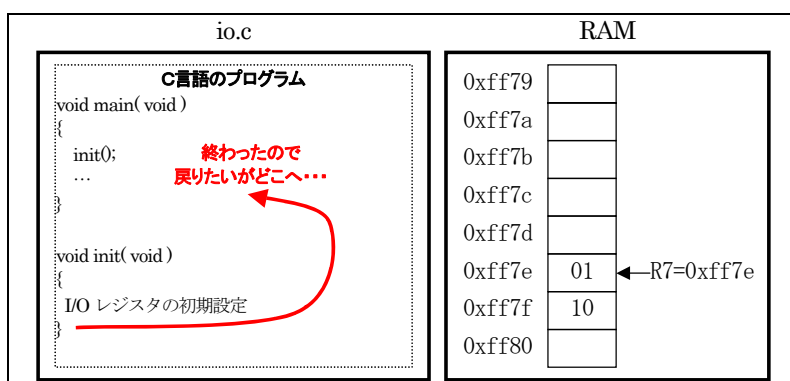 io.c
C言語のプログラム
void main( void )
{
init();
…
}
終わったので
戻りたいがどこへ・・・
void init( void )
{
I/O レジスタの初期設定
}
RAM
0xff79
0xff7a
0xff7b
0xff7c
0xff7d
0xff7e 01 R7=0xff7e
0xff7f 10
0xff80